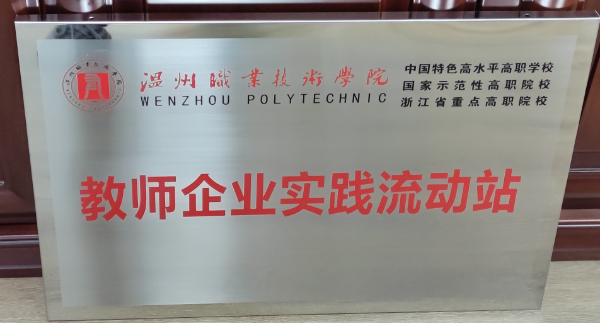 温州職業技術學院
WENZHOU POLYTECHNIC
中国特色高水平高职学校
国家示范性高职院校
浙江省重点高职院校
教师企业实践流动站